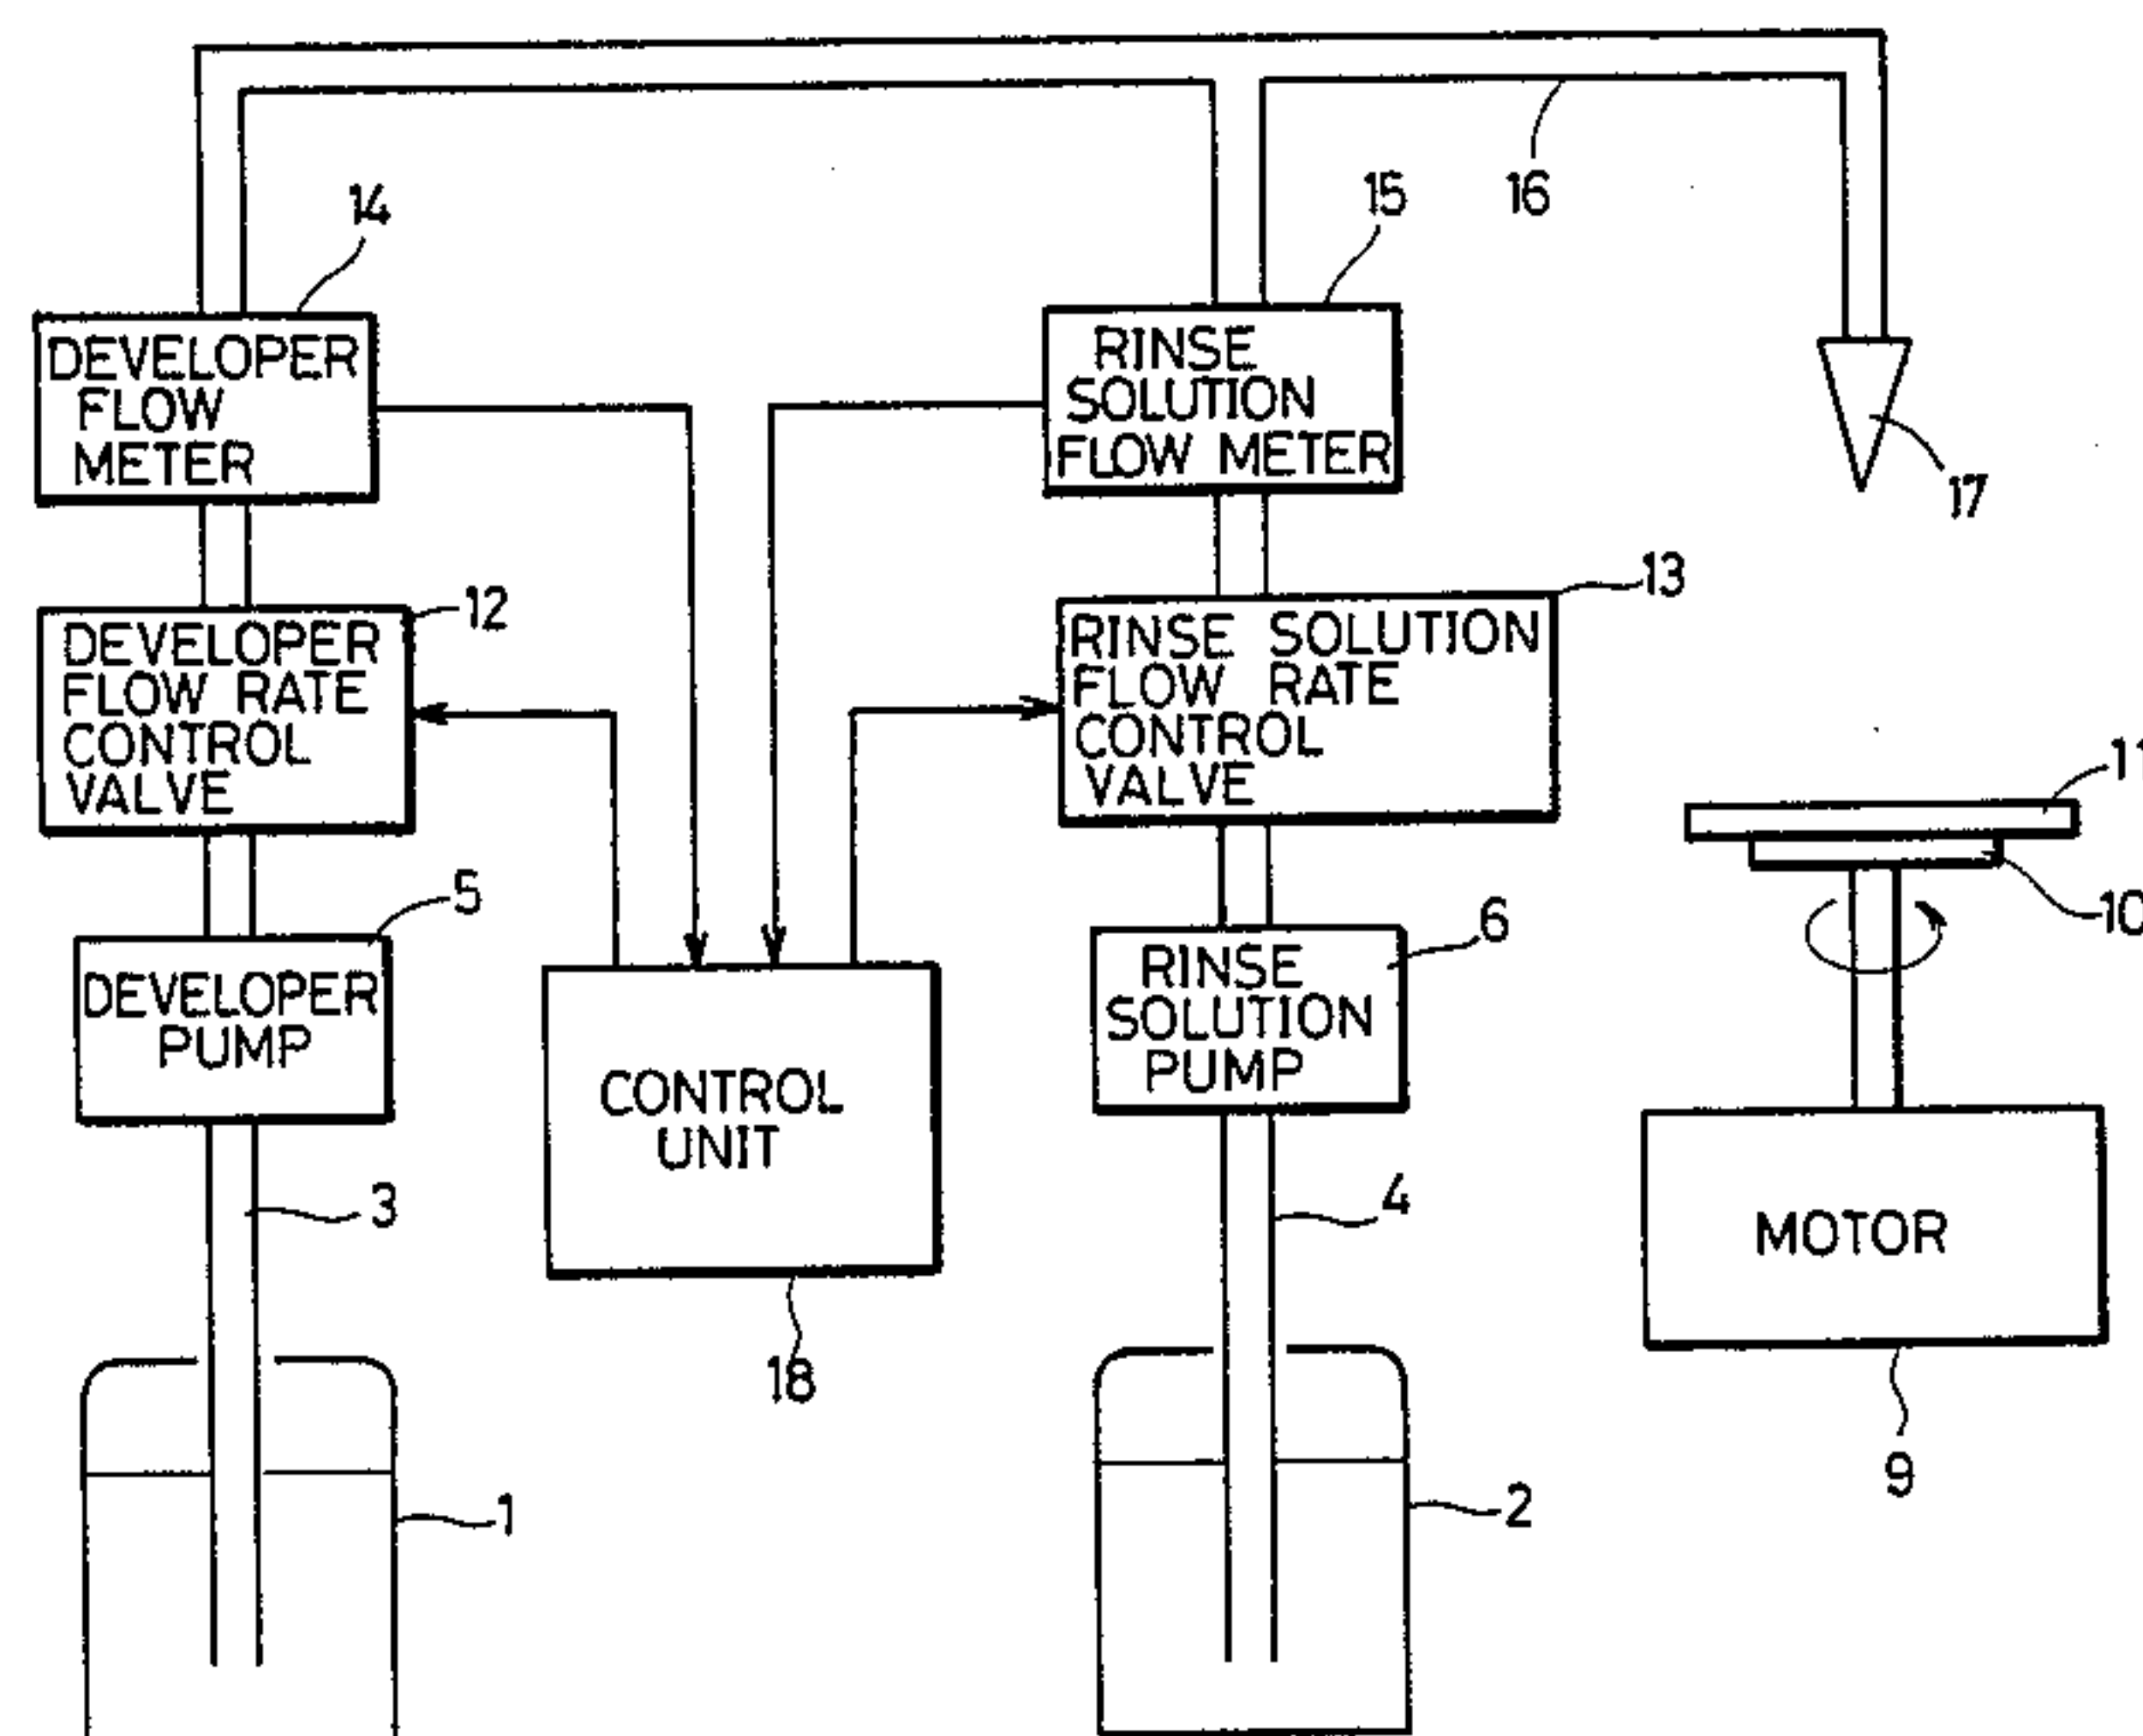 14
15
16
DEVELOPER
FLOW
METER
RINSE
SOLUTION
FLOW METER
17
12
13
DEVELOPER
FLOW RATE
CONTROL
VALVE
RINSE SOLUTION
FLOW RATE
CONTROL
VALVE
11
5
6
10
DEVELOPER
PUMP
RINSE
SOLUTION
PUMP
CONTROL
UNIT
3
4
MOTOR
18
9
1
2